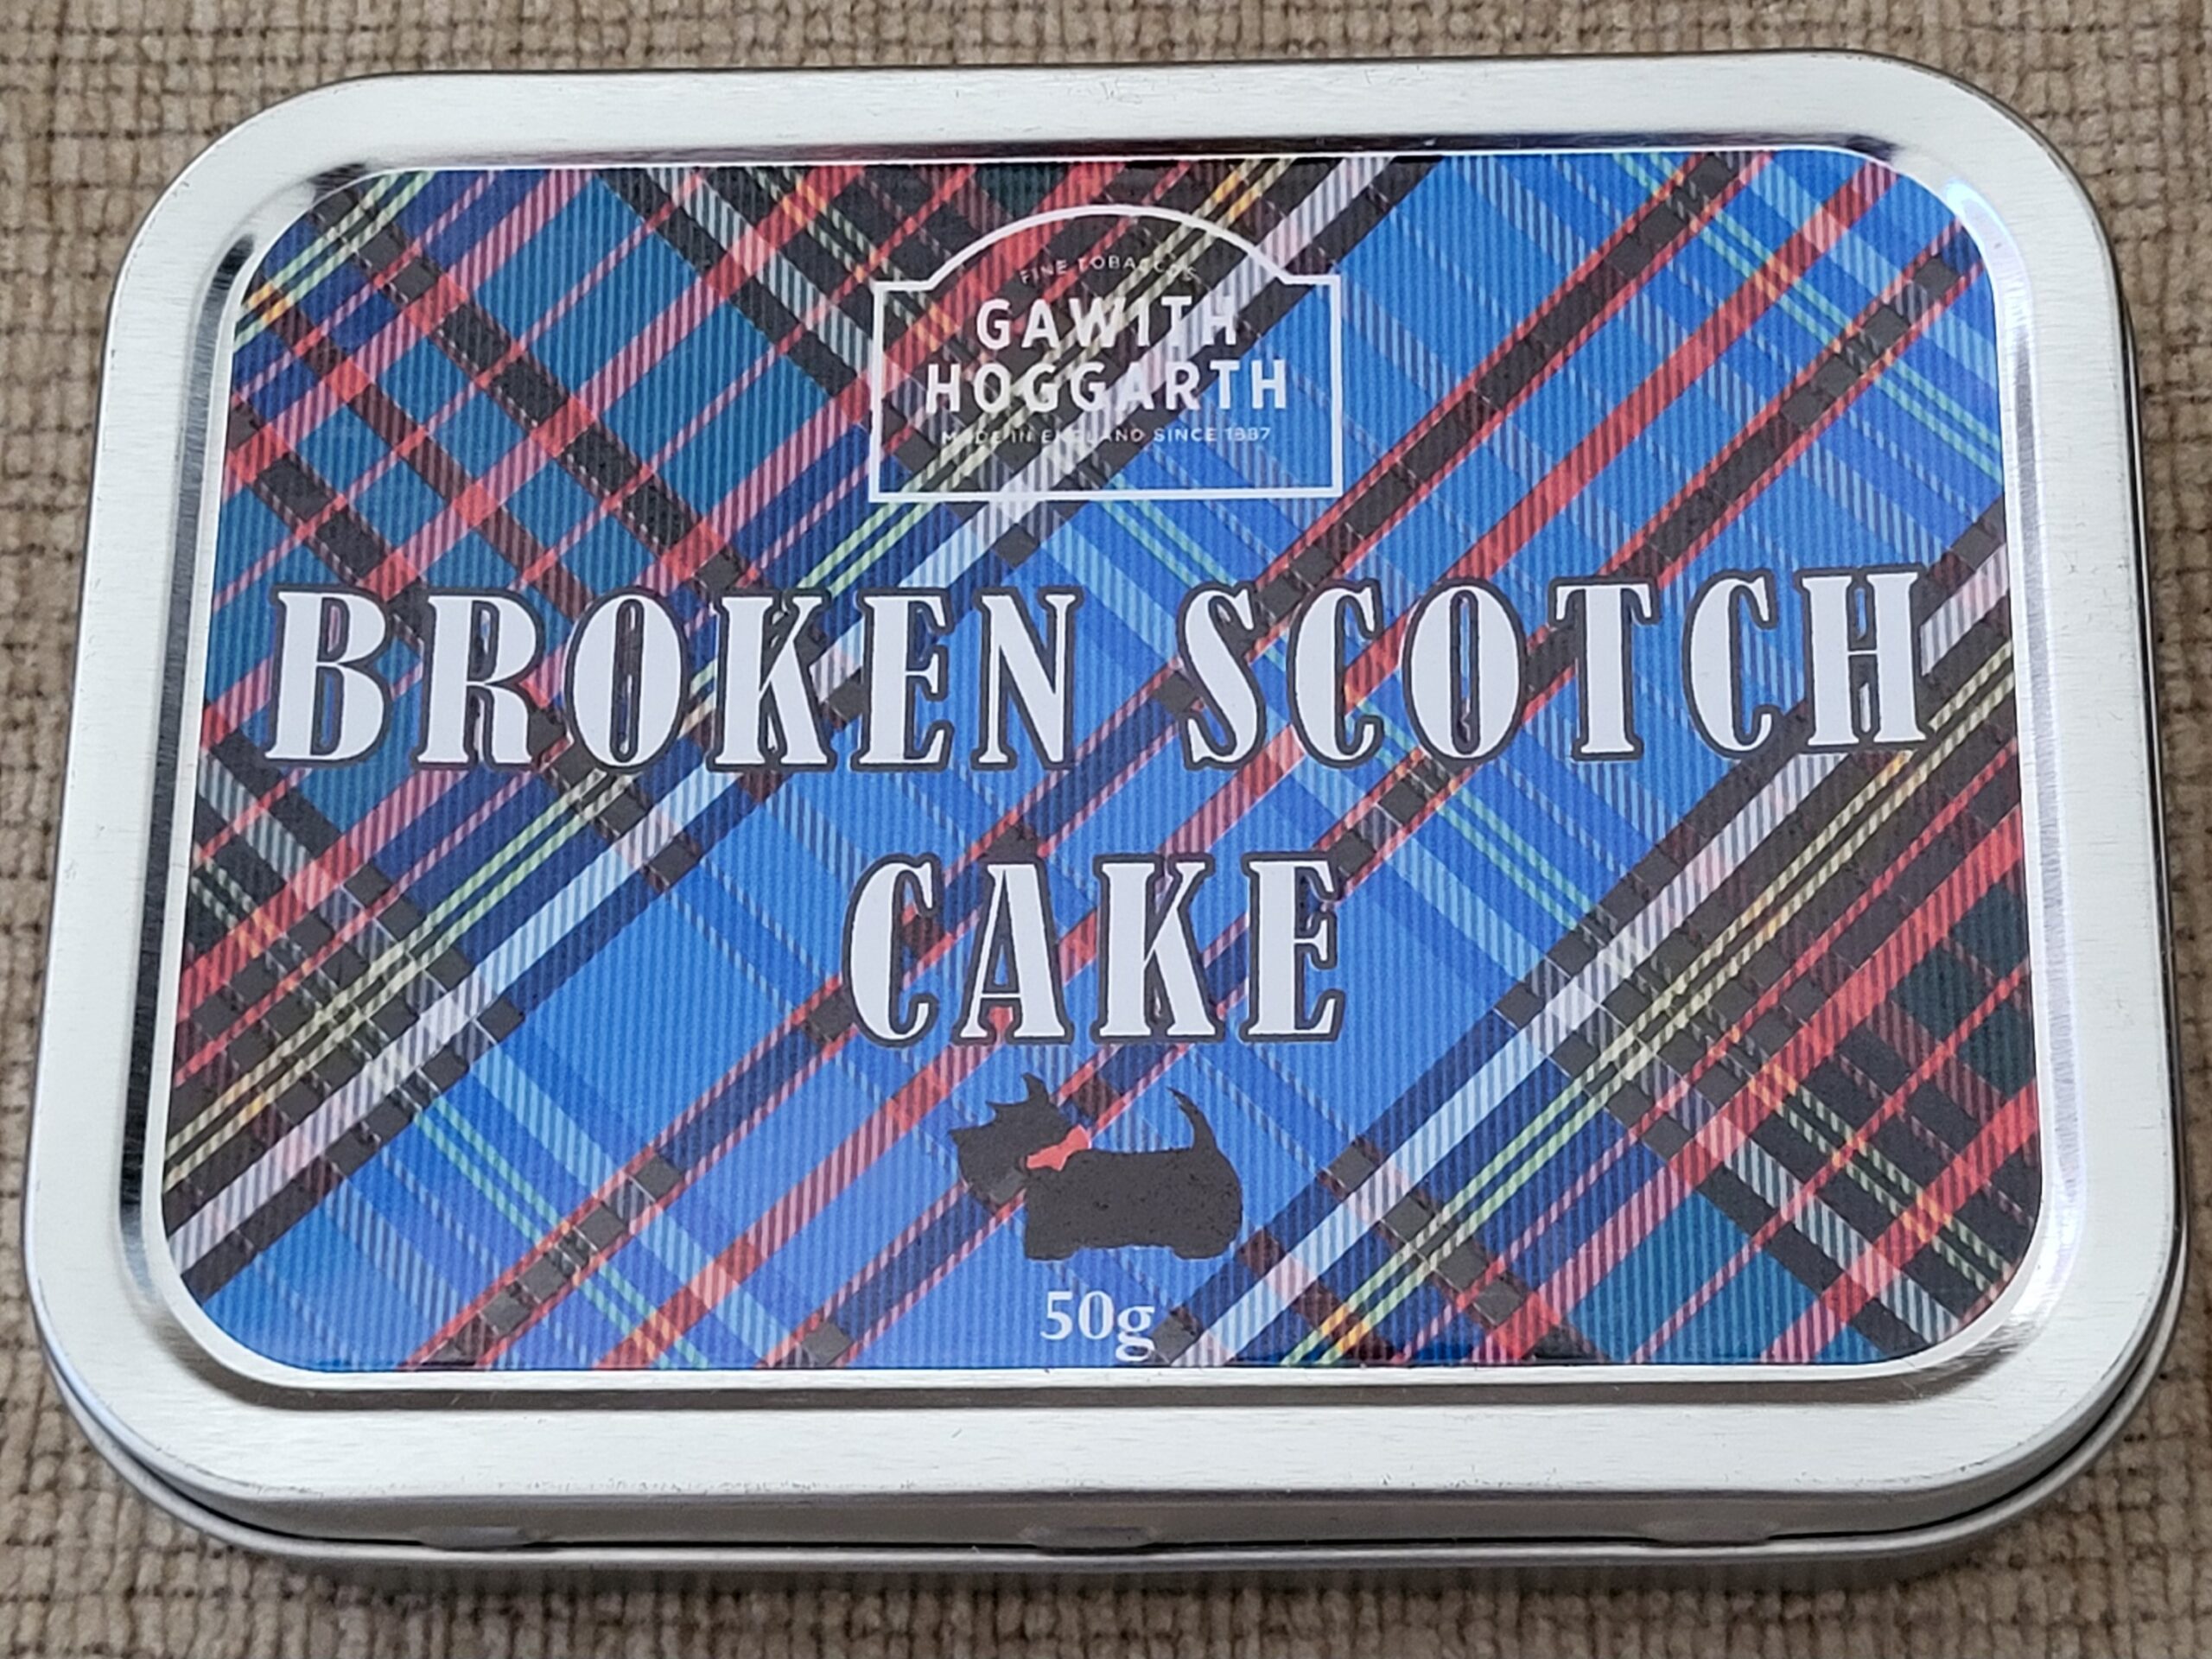 FINE TOBACCOS
GAWITH
HOGGARTH
MADE IN ENGLAND SINCE 1887
BROKEN SCOTCH
CAKE
50g